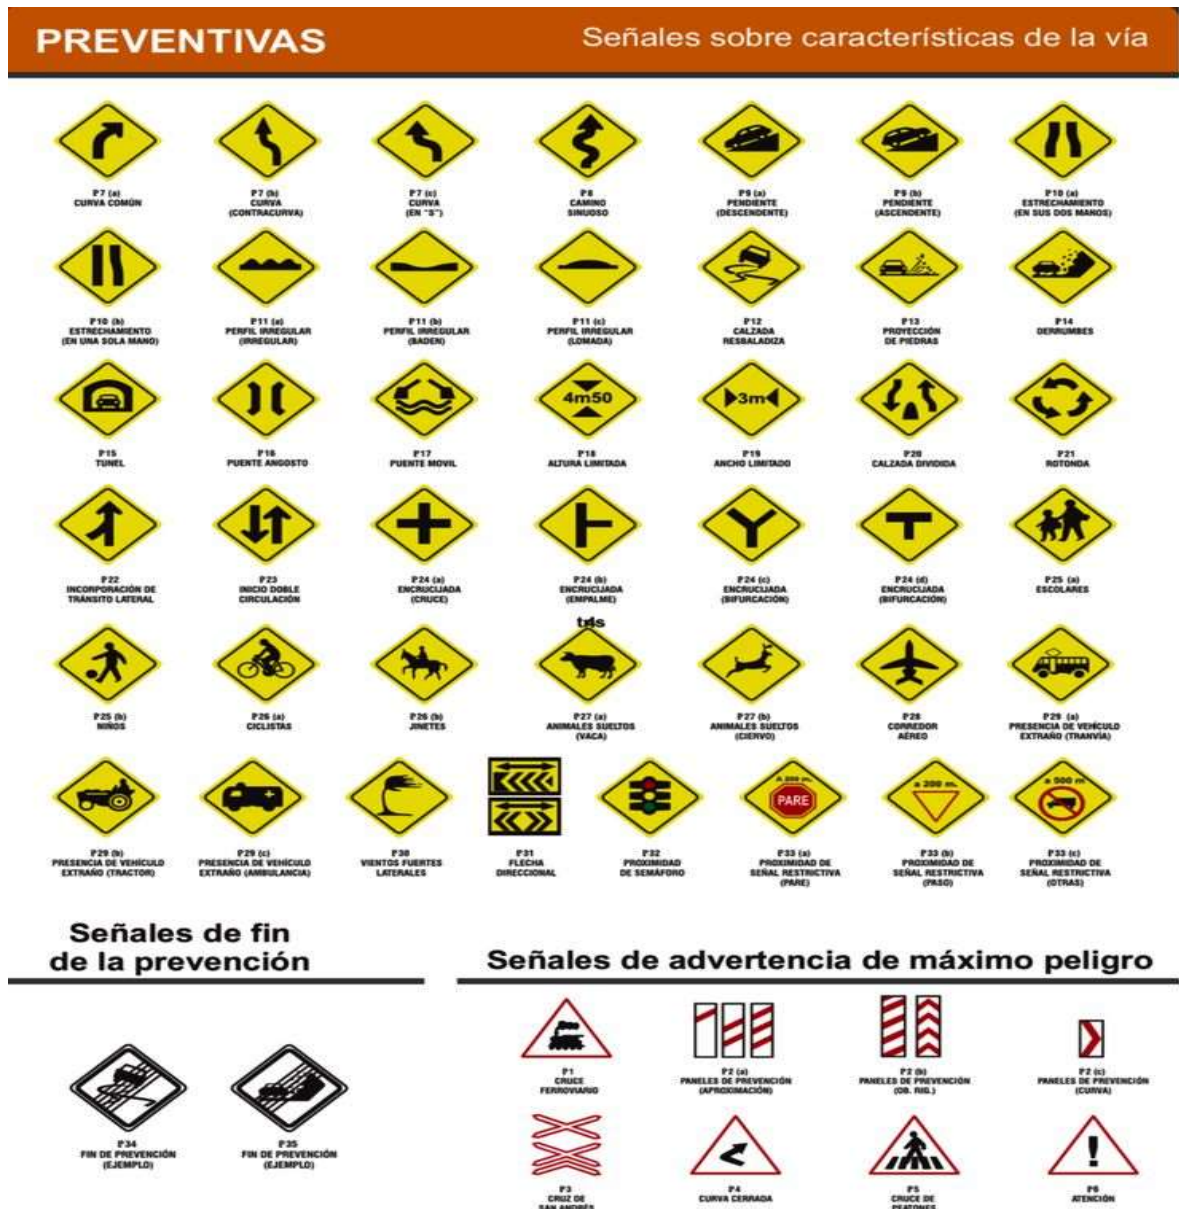 PREVENTIVAS
Señales sobre características de la vía
P7 (a)
CURVA COMÚN
P7 (b)
CURVA
(CONTRACURVA)
P7 (c)
CURVA
(EN "S")
P8
CAMINO
SINUOSO
P9 (a)
PENDIENTE
(DESCENDENTE)
P9 (b)
PENDIENTE
(ASCENDENTE)
P10 (a)
ESTRECHAMIENTO
(EN SUS DOS MANOS)
P10 (b)
ESTRECHAMIENTO
(EN UNA SOLA MANO)
P11 (a)
PERFIL IRREGULAR
(IRREGULAR)
P11 (b)
PERFIL IRREGULAR
(BADEN)
P11 (c)
PERFIL IRREGULAR
(LOMADA)
P12
CALZADA
RESBALADIZA
P13
PROYECCIÓN
DE PIEDRAS
P14
DERRUMBES
P15
TUNEL
P16
PUENTE ANGOSTO
P17
PUENTE MOVIL
4m50
P18
ALTURA LIMITADA
3m
P19
ANCHO LIMITADO
P20
CALZADA DIVIDIDA
P21
ROTONDA
P22
INCORPORACIÓN DE
TRÁNSITO LATERAL
P23
INICIO DOBLE
CIRCULACIÓN
P24 (a)
ENCRUCIJADA
(CRUCE)
P24 (b)
ENCRUCIJADA
(EMPALME)
P24 (c)
ENCRUCIJADA
(BIFURCACIÓN)
P24 (d)
ENCRUCIJADA
(BIFURCACIÓN)
P25 (a)
ESCOLARES
P25 (b)
NIÑOS
P26 (a)
CICLISTAS
P26 (b)
JINETES
P27 (a)
ANIMALES SUELTOS
(VACA)
P27 (b)
ANIMALES SUELTOS
(CIERVO)
P28
CORREDOR
AÉREO
P29 (a)
PRESENCIA DE VEHÍCULO
EXTRAÑO (TRANVÍA)
P29 (b)
PRESENCIA DE VEHÍCULO
EXTRAÑO (TRACTOR)
P29 (c)
PRESENCIA DE VEHÍCULO
EXTRAÑO (AMBULANCIA)
P30
VIENTOS FUERTES
LATERALES
P31
FLECHA
DIRECCIONAL
P32
PROXIMIDAD
DE SEMÁFORO
A 200 m.
PARE
P33 (a)
PROXIMIDAD DE
SEÑAL RESTRICTIVA
(PARE)
a 200 m.
P33 (b)
PROXIMIDAD DE
SEÑAL RESTRICTIVA
(PASO)
a 500 m
P33 (c)
PROXIMIDAD DE
SEÑAL RESTRICTIVA
(OTRAS)
Señales de fin
de la prevención
P34
FIN DE PREVENCIÓN
(EJEMPLO)
P35
FIN DE PREVENCIÓN
(EJEMPLO)
Señales de advertencia de máximo peligro
P1
CRUCE
FERROVIARIO
P2 (a)
PANELES DE PREVENCIÓN
(APROXIMACIÓN)
P2 (b)
PANELES DE PREVENCIÓN
(OB. RIG.)
P2 (c)
PANELES DE PREVENCIÓN
(CURVA)
P3
CRUZ DE
SAN ANDRÉS
P4
CURVA CERRADA
P5
CRUCE DE
PEATONES
!
P6
ATENCIÓN